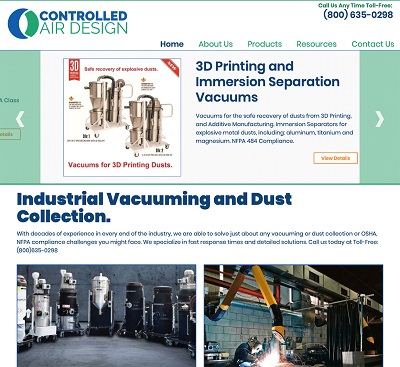 CONTROLLED
AIR DESIGN
Call Us Any Time Toll-Free:
(800) 635-0298
Home About Us Products Resources Contact Us
A Class
Details
3D
Safe recovery of explosive dusts.
NEW
Vacuums for 3D Printing Dusts.
3D Printing and
Immersion Separation
Vacuums
Vacuums for the safe recovery of dusts from 3D Printing,
and Additive Manufacturing. Immersion Separators for
explosive metal dusts, including; aluminum, titanium and
magnesium. NFPA 484 Compliance.
View Details
Industrial Vacuuming and Dust
Collection.
With decades of experience in every end of the industry, we are able to solve just about any vacuuming or dust collection or OSHA,
NFPA compliance challenges you might face. We specialize in fast response times and detailed solutions. Call us today at Toll-Free:
(800)635-0298